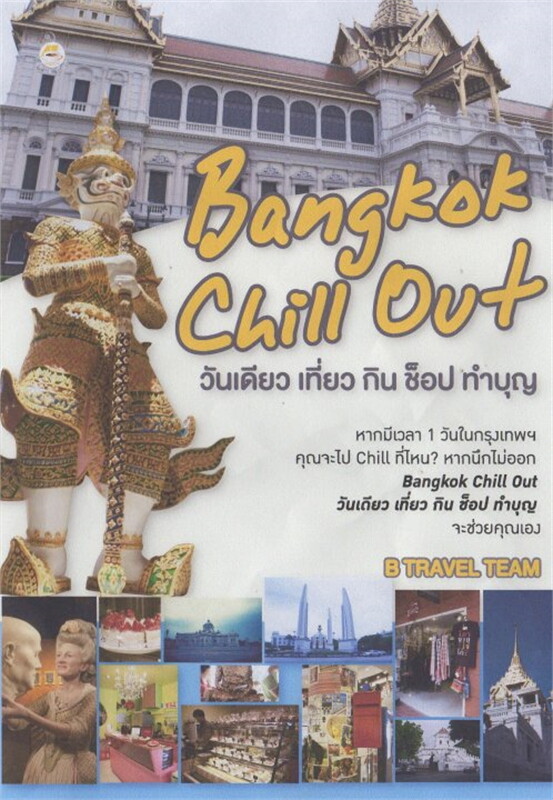 Bangkok
Chill Out
วันเดียว เที่ยว กิน ช็อป ทำบุญ
หากมีเวลา 1 วันในกรุงเทพฯ
คุณจะไป Chill ที่ไหน? หากนึกไม่ออก
Bangkok Chill Out
วันเดียว เที่ยว กิน ช็อป ทำบุญ
จะช่วยคุณเอง
B TRAVEL TEAM